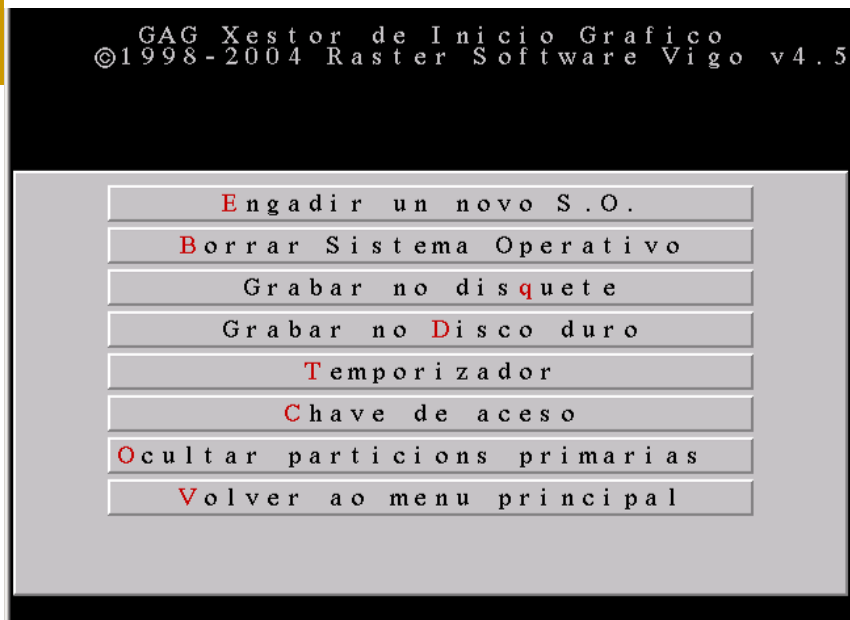 GAG Xestor de Inicio Grafico
©1998-2004 Raster Software Vigo v4.5
Engadir un novo S.O.
Borrar Sistema Operativo
Grabar no disquete
Grabar no Disco duro
Temporizador
Chave de aceso
Ocultar particions primarias
Volver ao menu principal